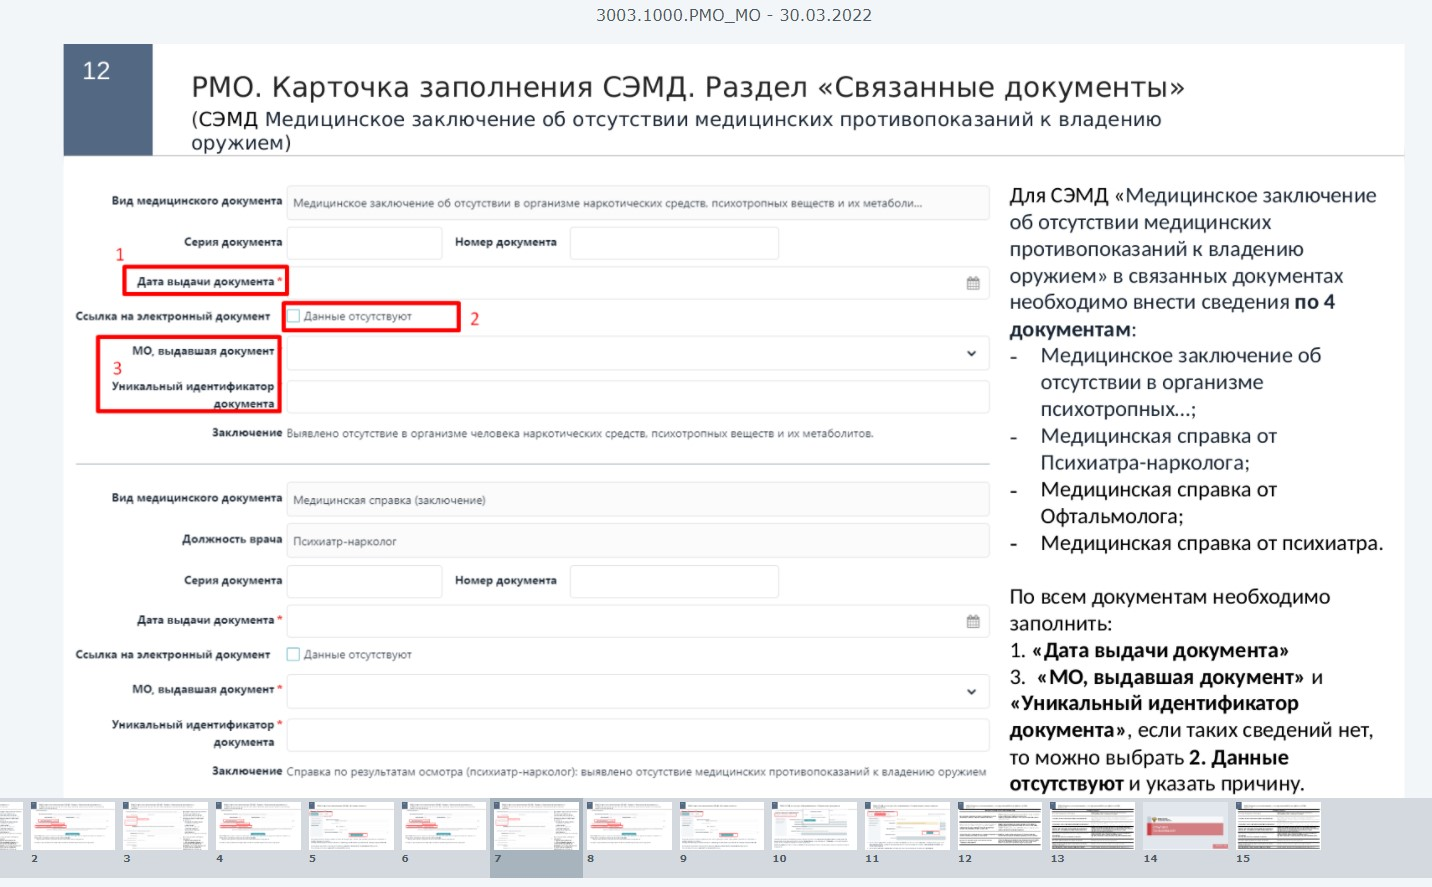 3003.1000.РМО_МО - 30.03.2022
12
РМО. Карточка заполнения СЭМД. Раздел «Связанные документы»
(СЭМД Медицинское заключение об отсутствии медицинских противопоказаний к владению
оружием)
Вид медицинского документа Медицинское заключение об отсутствии в организме наркотических средств, психотропных веществ и их метаболи...
Серия документа Номер документа
1
Дата выдачи документа *
Ссылка на электронный документ Данные отсутствуют 2
МО, выдавшая документ
3
Уникальный идентификатор
документа
Заключение Выявлено отсутствие в организме человека наркотических средств, психотропных веществ и их метаболитов.
Вид медицинского документа Медицинская справка (заключение)
Должность врача Психиатр-нарколог
Серия документа Номер документа
Дата выдачи документа *
Ссылка на электронный документ Данные отсутствуют
МО, выдавшая документ *
Уникальный идентификатор *
документа
Заключение Справка по результатам осмотра (психиатр-нарколог): выявлено отсутствие медицинских противопоказаний к владению оружием
Для СЭМД «Медицинское заключение
об отсутствии медицинских
противопоказаний к владению
оружием» в связанных документах
необходимо внести сведения по 4
документам:
- Медицинское заключение об
отсутствии в организме
психотропных...;
- Медицинская справка от
Психиатра-нарколога;
- Медицинская справка от
Офтальмолога;
- Медицинская справка от психиатра.
По всем документам необходимо
заполнить:
1. «Дата выдачи документа»
3. «МО, выдавшая документ» и
«Уникальный идентификатор
документа», если таких сведений нет,
то можно выбрать 2. Данные
отсутствуют и указать причину.
2 3 4 5 6 7 8 9 10 11 12 13 14 15